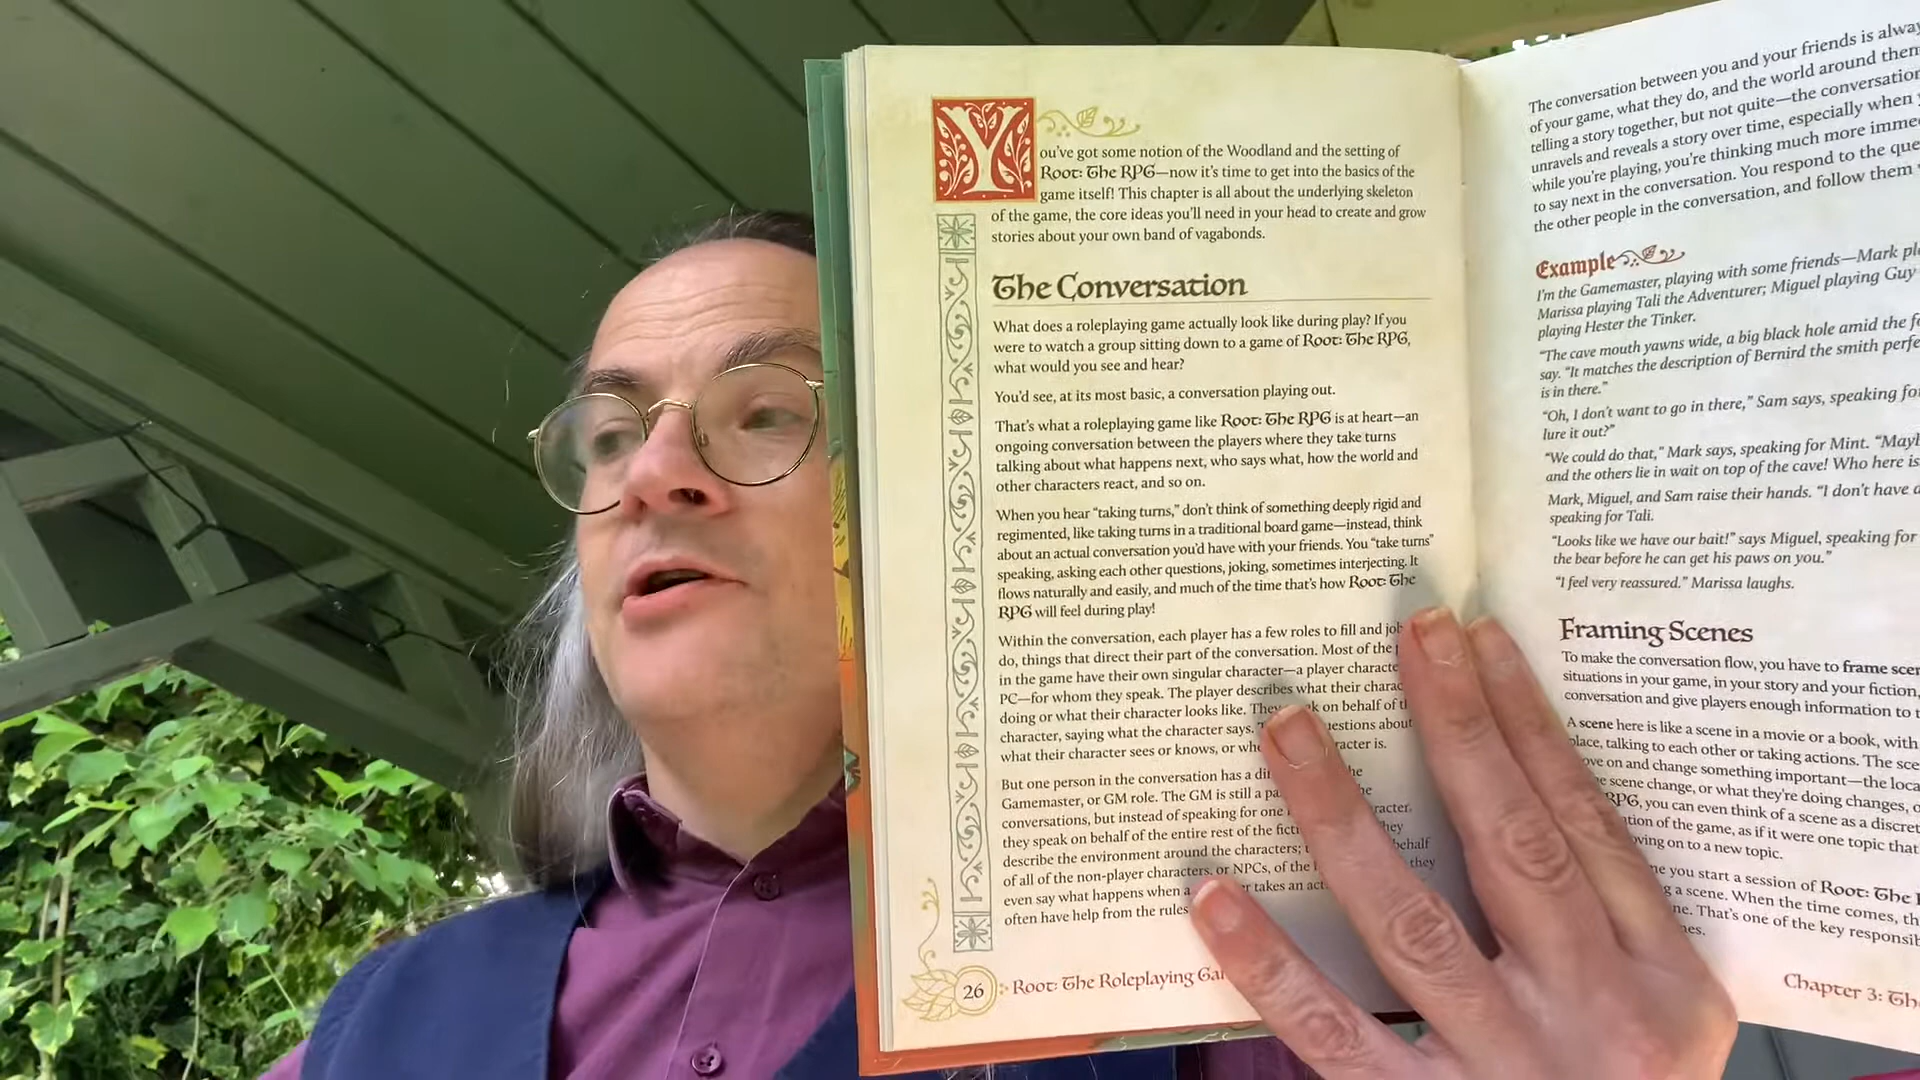 You've got some notion of the Woodland and the setting of
Root: The RPG—now it's time to get into the basics of the
game itself! This chapter is all about the underlying skeleton
of the game, the core ideas you'll need in your head to create and grow
stories about your own band of vagabonds.
The Conversation
What does a roleplaying game actually look like during play? If you
were to watch a group sitting down to a game of Root: The RPG,
what would you see and hear?
You'd see, at its most basic, a conversation playing out.
That's what a roleplaying game like Root: The RPG is at heart—an
ongoing conversation between the players where they take turns
talking about what happens next, who says what, how the world and
other characters react, and so on.
When you hear “taking turns,” don't think of something deeply rigid and
regimented, like taking turns in a traditional board game—instead, think
about an actual conversation you'd have with your friends. You “take turns”
speaking, asking each other questions, joking, sometimes interjecting. It
flows naturally and easily, and much of the time that's how Root: The
RPG will feel during play!
Within the conversation, each player has a few roles to fill and
do, things that direct their part of the conversation. Most of the
in the game have their own singular character—a player
PC—for whom they speak. The player describes what their
doing or what their character looks like. They on behalf of
character, saying what the character says. about
what their character sees or knows, or is.
But one person in the conversation has a
Gamemaster, or GM role. The GM is still a
conversations, but instead of speaking for one
they speak on behalf of the entire rest of the
describe the environment around the characters; behalf
of all of the non-player characters, or NPCs, of the they
even say what happens when a takes an
often have help from the rules
26 Root: The Roleplaying
The conversation between you and your friends is
of your game, what they do, and the world around
telling a story together, but not quite—the
unravels and reveals a story over time, especially when
while you're playing, you're thinking much more
to say next in the conversation. You respond to the
the other people in the conversation, and follow them
Example
I'm the Gamemaster, playing with some friends—Mark
Marissa playing Tali the Adventurer; Miguel playing Guy
playing Hester the Tinker.
“The cave mouth yawns wide, a big black hole amid the
say. “It matches the description of Bernird the smith
is in there.”
“Oh, I don't want to go in there,” Sam says, speaking
lure it out?”
“We could do that,” Mark says, speaking for Mint.
and the others lie in wait on top of the cave! Who here is
Mark, Miguel, and Sam raise their hands. “I don't have
speaking for Tali.
“Looks like we have our bait!” says Miguel, speaking for
the bear before he can get his paws on you.”
“I feel very reassured.” Marissa laughs.
Framing Scenes
To make the conversation flow, you have to frame
situations in your game, in your story and your fiction,
conversation and give players enough information to
A scene here is like a scene in a movie or a book, with
place, talking to each other or taking actions. The
on and change something important—the
scene change, or what they're doing changes,
RPG, you can even think of a scene as a
of the game, as if it were one topic that
on to a new topic.
you start a session of Root: The
a scene. When the time comes,
That's one of the key
Chapter 3: